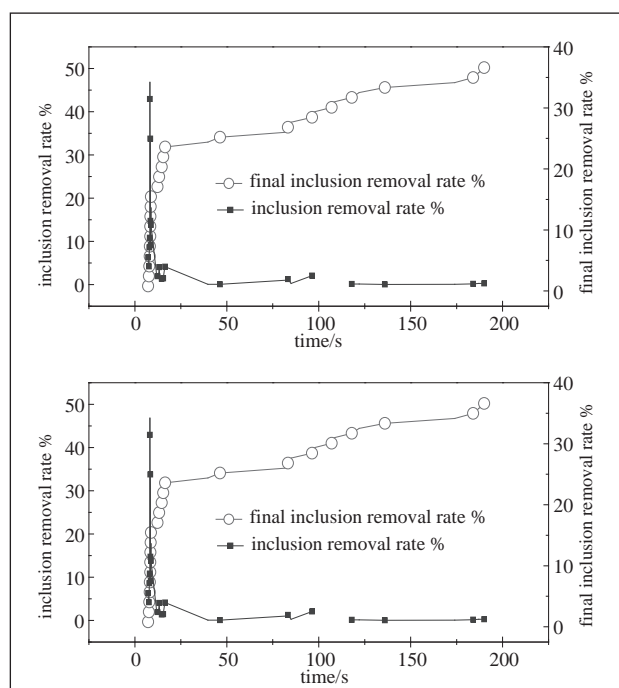 inclusion removal rate %
50
40
30
20
10
0
final inclusion removal rate %
inclusion removal rate %
40
30
20
10
0
final inclusion removal rate %
0 50 100 150 200
time/s
inclusion removal rate %
50
40
30
20
10
0
final inclusion removal rate %
inclusion removal rate %
40
30
20
10
0
final inclusion removal rate %
0 50 100 150 200
time/s